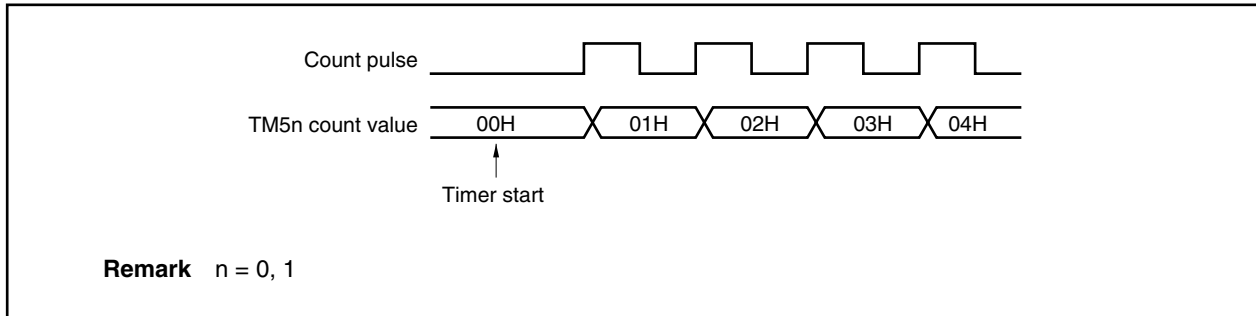 Count pulse
TM5n count value 00H 01H 02H 03H 04H
Timer start
Remark n = 0, 1